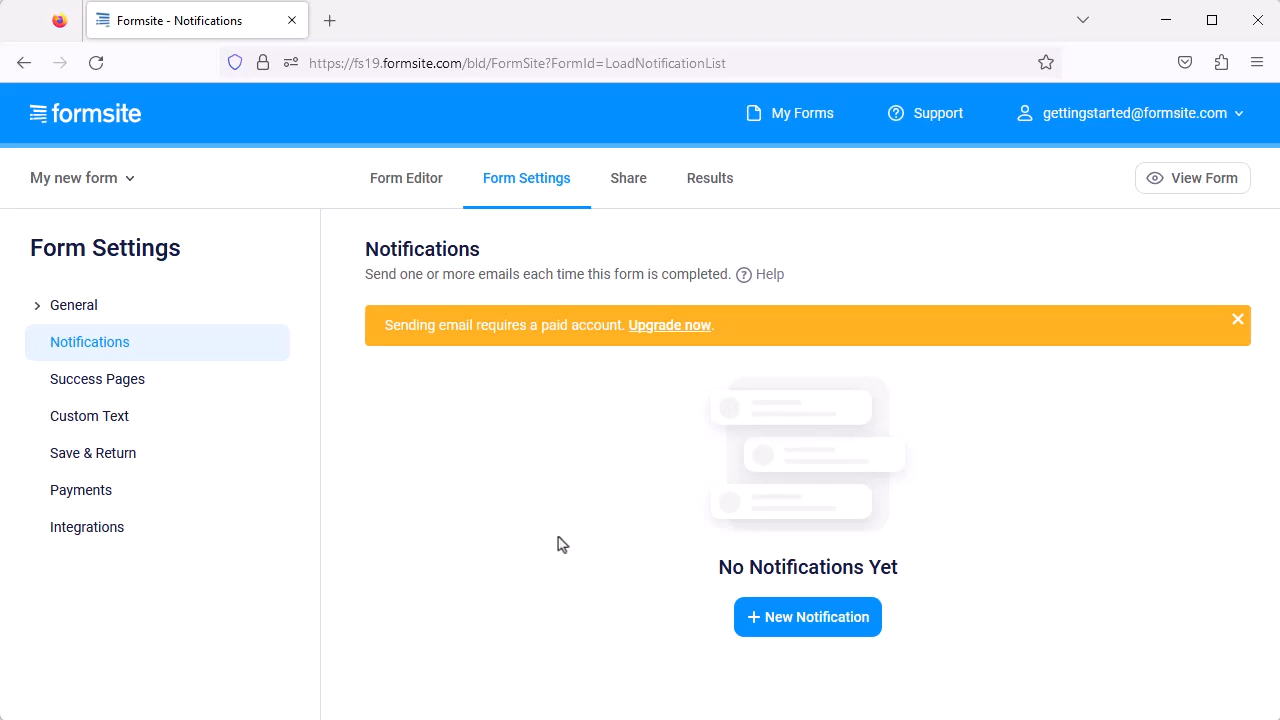 Formsite - Notifications
https://fs19.formsite.com/bld/FormSite?FormId=LoadNotificationList
formsite
My Forms
Support
gettingstarted@formsite.com
My new form
Form Editor
Form Settings
Share
Results
View Form
Form Settings
General
Notifications
Success Pages
Custom Text
Save & Return
Payments
Integrations
Notifications
Send one or more emails each time this form is completed. ? Help
Sending email requires a paid account. Upgrade now.
No Notifications Yet
+ New Notification